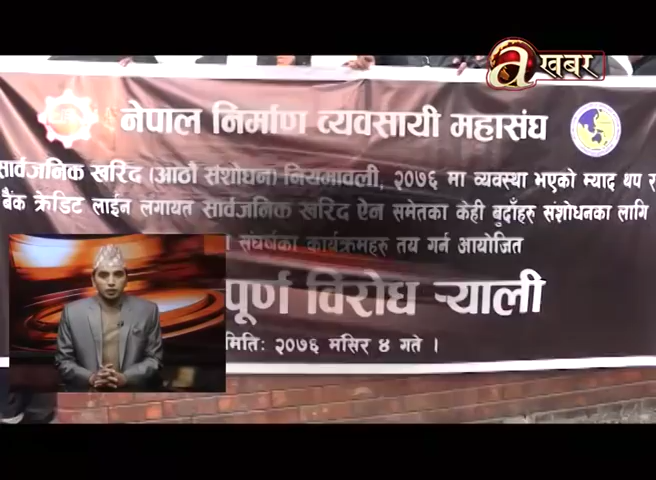 a खबर
नेपाल निर्माण व्यवसायी महासंघ
सार्वजनिक खरिद (आठौं संशोधन) नियमावली, २०७६ मा व्यवस्था भएको म्याद थप र
बैंक क्रेडिट लाईन लगायत सार्वजनिक खरिद ऐन समेतका केही बुदाँहरु संशोधनका लागि
। संघर्षका कार्यक्रमहरु तय गर्न आयोजित
पूर्ण विरोध ऱ्याली
मिति: २०७६ मसिर ४ गते ।